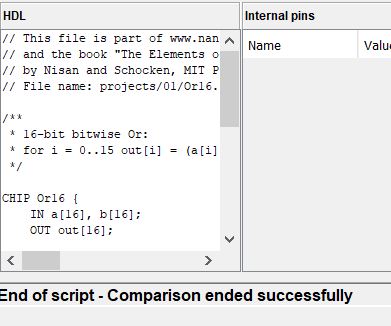 HDL
Internal pins
// This file is part of www.nan
// and the book "The Elements o
// by Nisan and Schocken, MIT P
// File name: projects/01/Or16.
/**
 * 16-bit bitwise Or:
 * for i = 0..15 out[i] = (a[i]
 */
CHIP Or16 {
    IN a[16], b[16];
    OUT out[16];
Name
Value
End of script - Comparison ended successfully